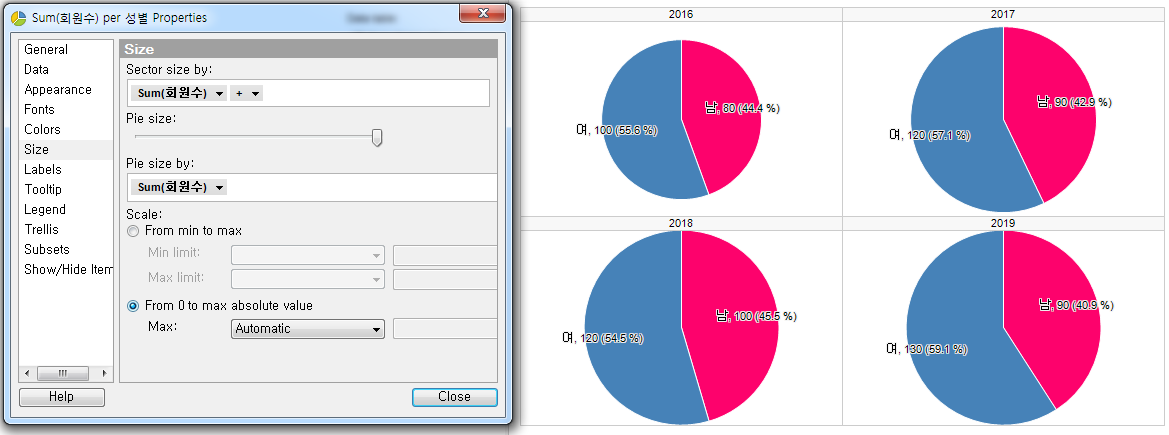 Sum(회원수) per 성별 Properties
General
Data
Appearance
Fonts
Colors
Size
Labels
Tooltip
Legend
Trellis
Subsets
Show/Hide Item
Size
Sector size by:
Sum(회원수) +
Pie size:
Pie size by:
Sum(회원수)
Scale:
From min to max
Min limit:
Max limit:
From 0 to max absolute value
Max: Automatic
Help
Close
2016
남, 80 (44.4 %)
여, 100 (55.6 %)
2017
남, 90 (42.9 %)
여, 120 (57.1 %)
2018
남, 100 (45.5 %)
여, 120 (54.5 %)
2019
남, 90 (40.9 %)
여, 130 (59.1 %)